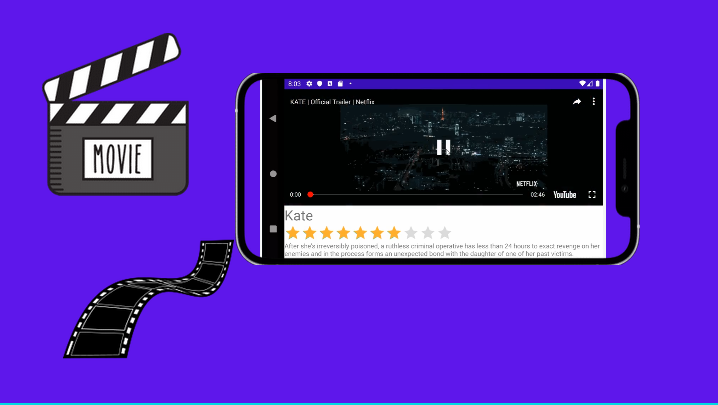 MOVIE
8:03
KATE | Official Trailer | Netflix
NETFLIX
0:00
02:46
YouTube
Kate
After she's irreversibly poisoned, a ruthless criminal operative has less than 24 hours to exact revenge on her
enemies and in the process forms an unexpected bond with the daughter of one of her past victims.